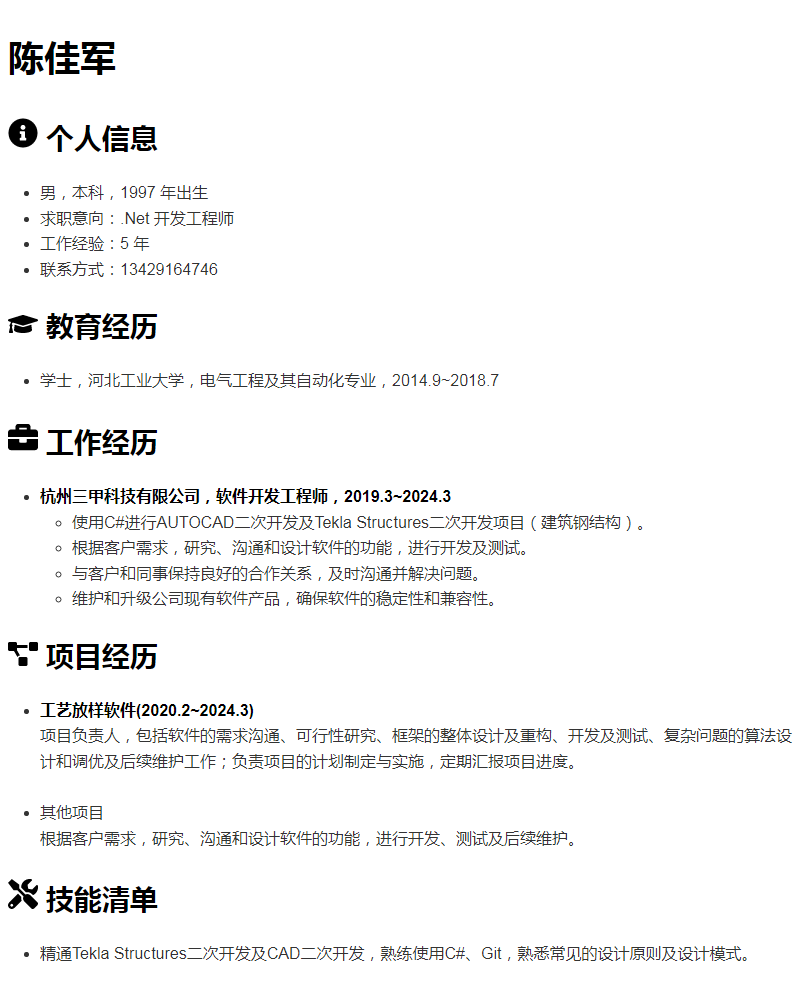 陈佳军
个人信息
男，本科，1997 年出生
求职意向：.Net 开发工程师
工作经验：5 年
联系方式：13429164746
教育经历
学士，河北工业大学，电气工程及其自动化专业，2014.9~2018.7
工作经历
杭州三甲科技有限公司，软件开发工程师，2019.3~2024.3
使用C#进行AUTOCAD二次开发及Tekla Structures二次开发项目（建筑钢结构）。
根据客户需求，研究、沟通和设计软件的功能，进行开发及测试。
与客户和同事保持良好的合作关系，及时沟通并解决问题。
维护和升级公司现有软件产品，确保软件的稳定性和兼容性。
项目经历
工艺放样软件(2020.2~2024.3)
项目负责人，包括软件的需求沟通、可行性研究、框架的整体设计及重构、开发及测试、复杂问题的算法设
计和调优及后续维护工作；负责项目的计划制定与实施，定期汇报项目进度。
其他项目
根据客户需求，研究、沟通和设计软件的功能，进行开发、测试及后续维护。
技能清单
精通Tekla Structures二次开发及CAD二次开发，熟练使用C#、Git，熟悉常见的设计原则及设计模式。